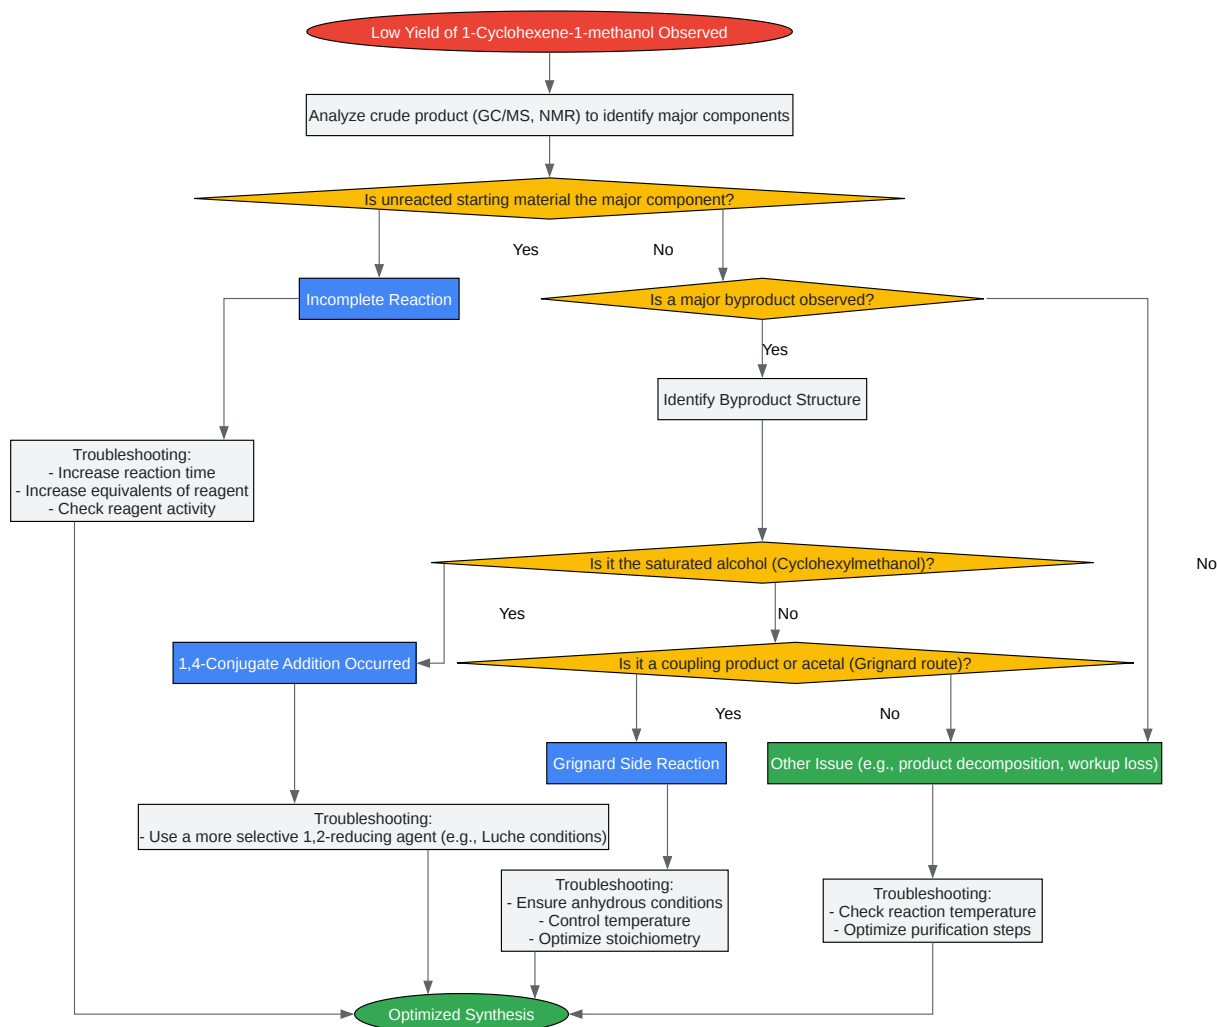 Low Yield of 1-Cyclohexene-1-methanol Observed
Analyze crude product (GC/MS, NMR) to identify major components
Is unreacted starting material the major component?
Yes
No
Incomplete Reaction
Is a major byproduct observed?
Yes
Identify Byproduct Structure
Troubleshooting:
- Increase reaction time
- Increase equivalents of reagent
- Check reagent activity
Is it the saturated alcohol (Cyclohexylmethanol)?
No
Yes
No
1,4-Conjugate Addition Occurred
Is it a coupling product or acetal (Grignard route)?
Yes
No
Grignard Side Reaction
Other Issue (e.g., product decomposition, workup loss)
Troubleshooting:
- Use a more selective 1,2-reducing agent (e.g., Luche conditions)
Troubleshooting:
- Ensure anhydrous conditions
- Control temperature
- Optimize stoichiometry
Troubleshooting:
- Check reaction temperature
- Optimize purification steps
Optimized Synthesis